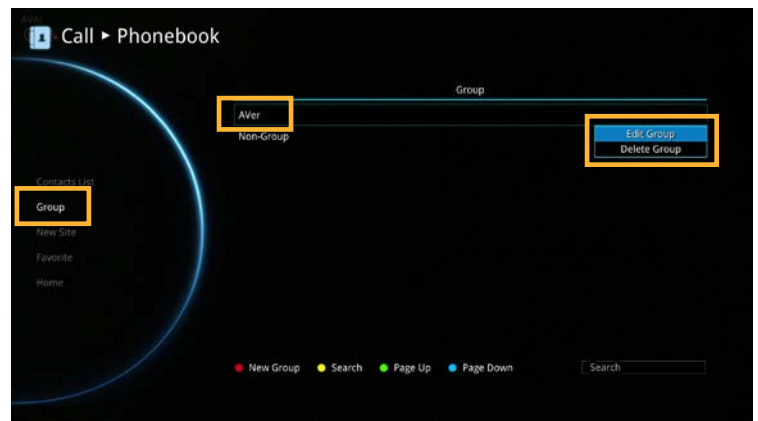 AVer
Call ► Phonebook
Group
AVer
Non-Group
Edit Group
Delete Group
Contacts List
Group
New Site
Favorite
Home
New Group Search Page Up Page Down Search